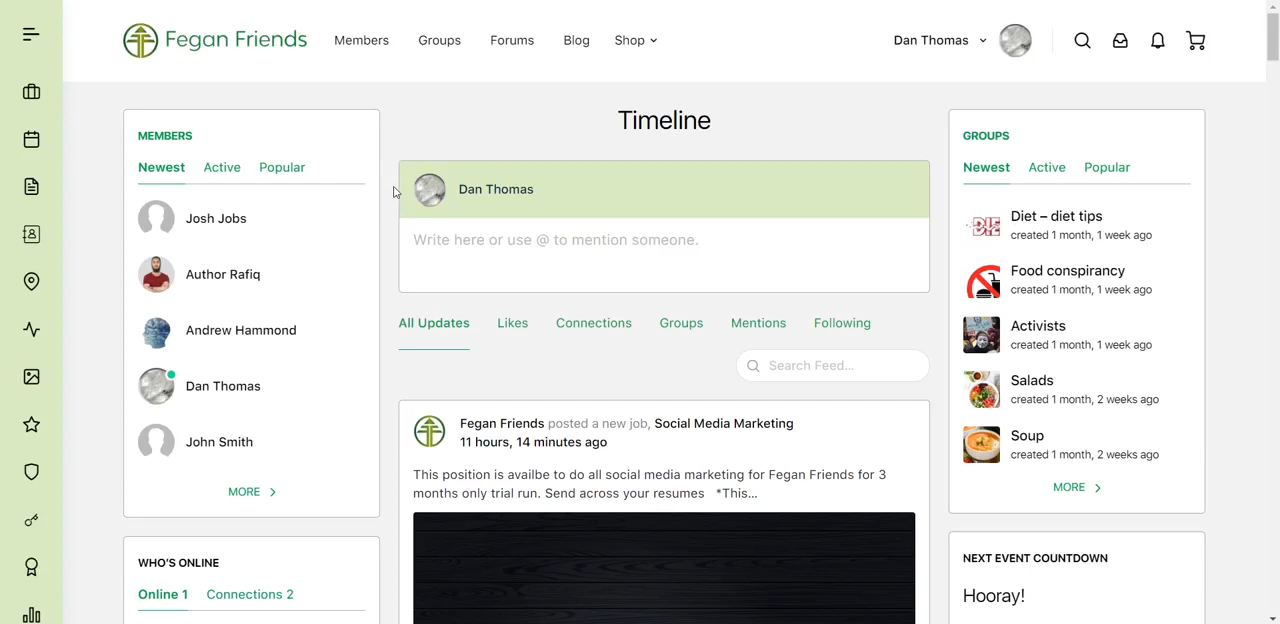 Fegan Friends
Members
Groups
Forums
Blog
Shop
Dan Thomas
MEMBERS
Newest
Active
Popular
Josh Jobs
Author Rafiq
Andrew Hammond
Dan Thomas
John Smith
MORE
WHO'S ONLINE
Online 1
Connections 2
Timeline
Dan Thomas
Write here or use @ to mention someone.
All Updates
Likes
Connections
Groups
Mentions
Following
Search Feed...
Fegan Friends posted a new job, Social Media Marketing
11 hours, 14 minutes ago
This position is availbe to do all social media marketing for Fegan Friends for 3
months only trial run. Send across your resumes *This...
GROUPS
Newest
Active
Popular
DIE
Diet – diet tips
created 1 month, 1 week ago
Food conspirancy
created 1 month, 1 week ago
Activists
created 1 month, 1 week ago
Salads
created 1 month, 2 weeks ago
Soup
created 1 month, 2 weeks ago
MORE
NEXT EVENT COUNTDOWN
Hooray!